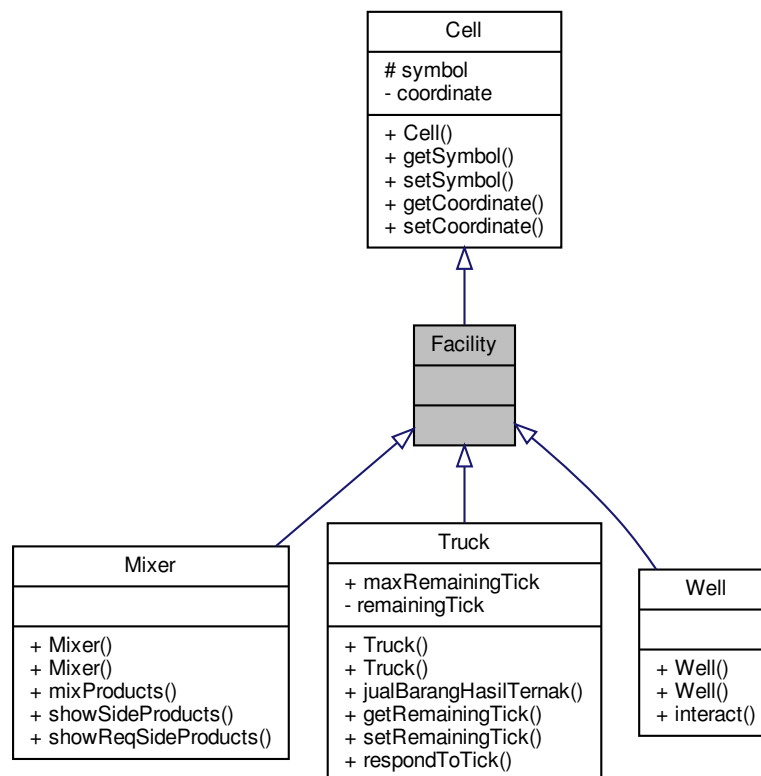 Cell
# symbol
- coordinate
+ Cell()
+ getSymbol()
+ setSymbol()
+ getCoordinate()
+ setCoordinate()
Facility
Mixer
+ Mixer()
+ Mixer()
+ mixProducts()
+ showSideProducts()
+ showReqSideProducts()
Truck
+ maxRemainingTick
- remainingTick
+ Truck()
+ Truck()
+ jualBarangHasilTernak()
+ getRemainingTick()
+ setRemainingTick()
+ respondToTick()
Well
+ Well()
+ Well()
+ interact()